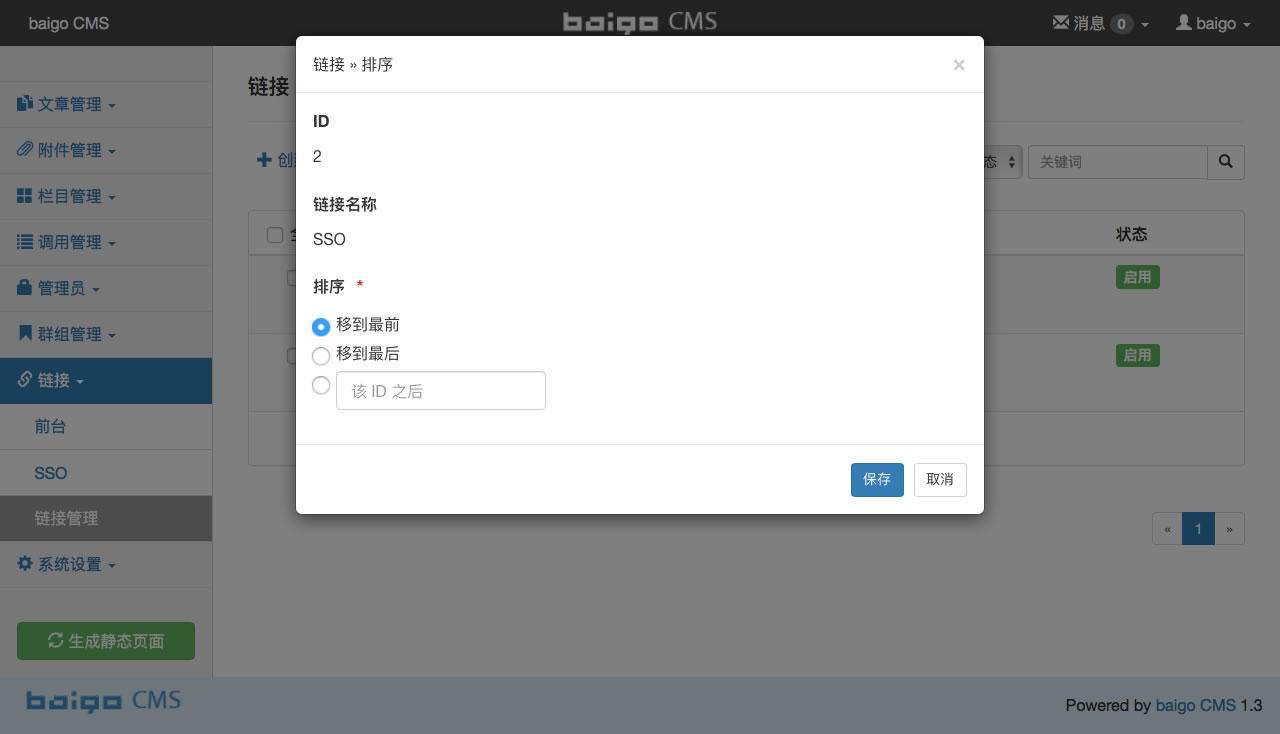 baigo CMS
baigo CMS
消息 0
baigo
链接 » 排序
×
文章管理
附件管理
栏目管理
调用管理
管理员
群组管理
链接
前台
SSO
链接管理
系统设置
生成静态页面
链接
ID
2
链接名称
SSO
排序 *
移到最前
移到最后
该 ID 之后
保存
取消
关键词
状态
启用
启用
« 1 »
baigo CMS
Powered by baigo CMS 1.3